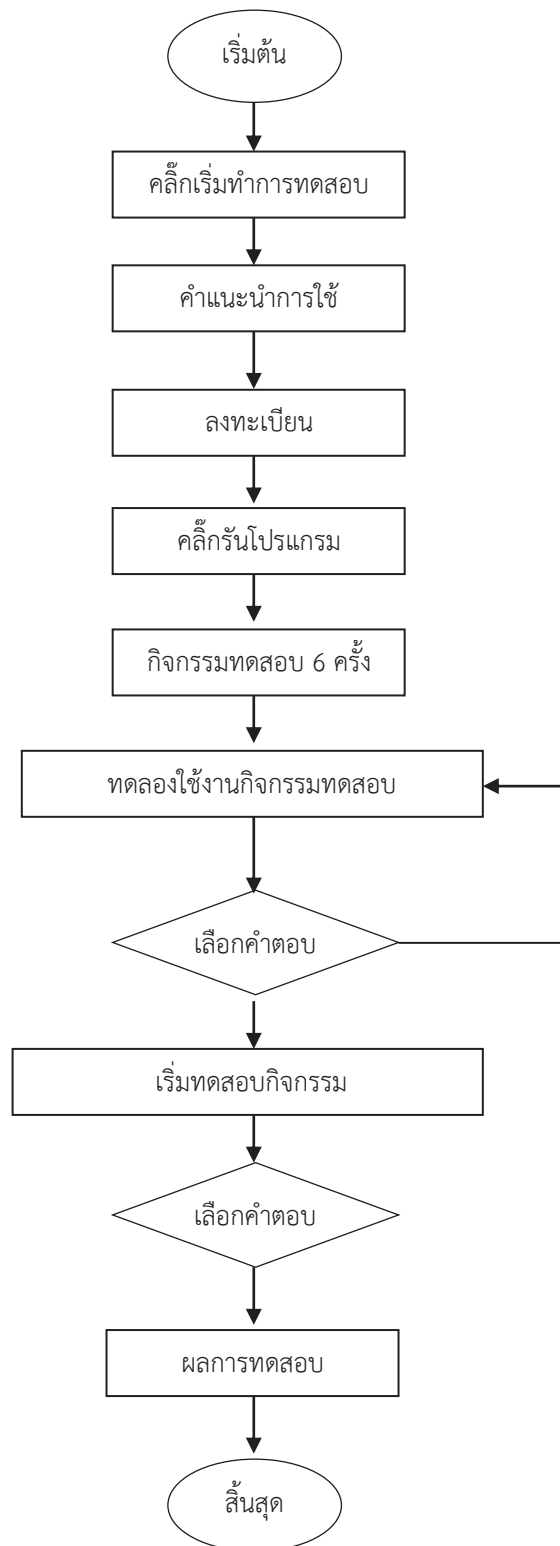 เริ่มต้น
คลิ๊กเริ่มทำการทดสอบ
คำแนะนำการใช้
ลงทะเบียน
คลิ๊กรันโปรแกรม
กิจกรรมทดสอบ 6 ครั้ง
ทดลองใช้งานกิจกรรมทดสอบ
เลือกคำตอบ
เริ่มทดสอบกิจกรรม
เลือกคำตอบ
ผลการทดสอบ
สิ้นสุด